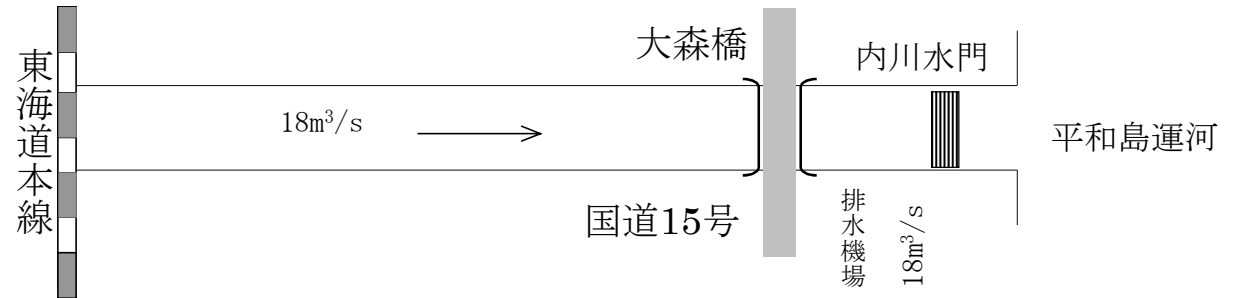 東海道本線
18m³/s
大森橋
国道15号
内川水門
排水機場
18m³/s
平和島運河